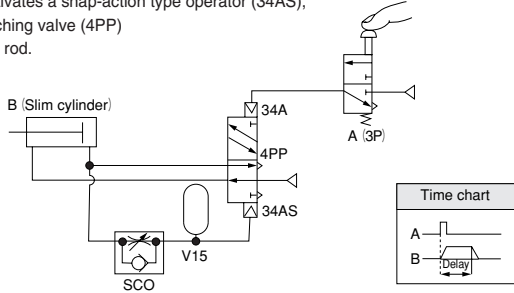 ivates a snap-action type operator (34AS),
ching valve (4PP)
rod.
B (Slim cylinder)
34A
4PP
34AS
A (3P)
V15
SCO
Time chart
A
B
Delay